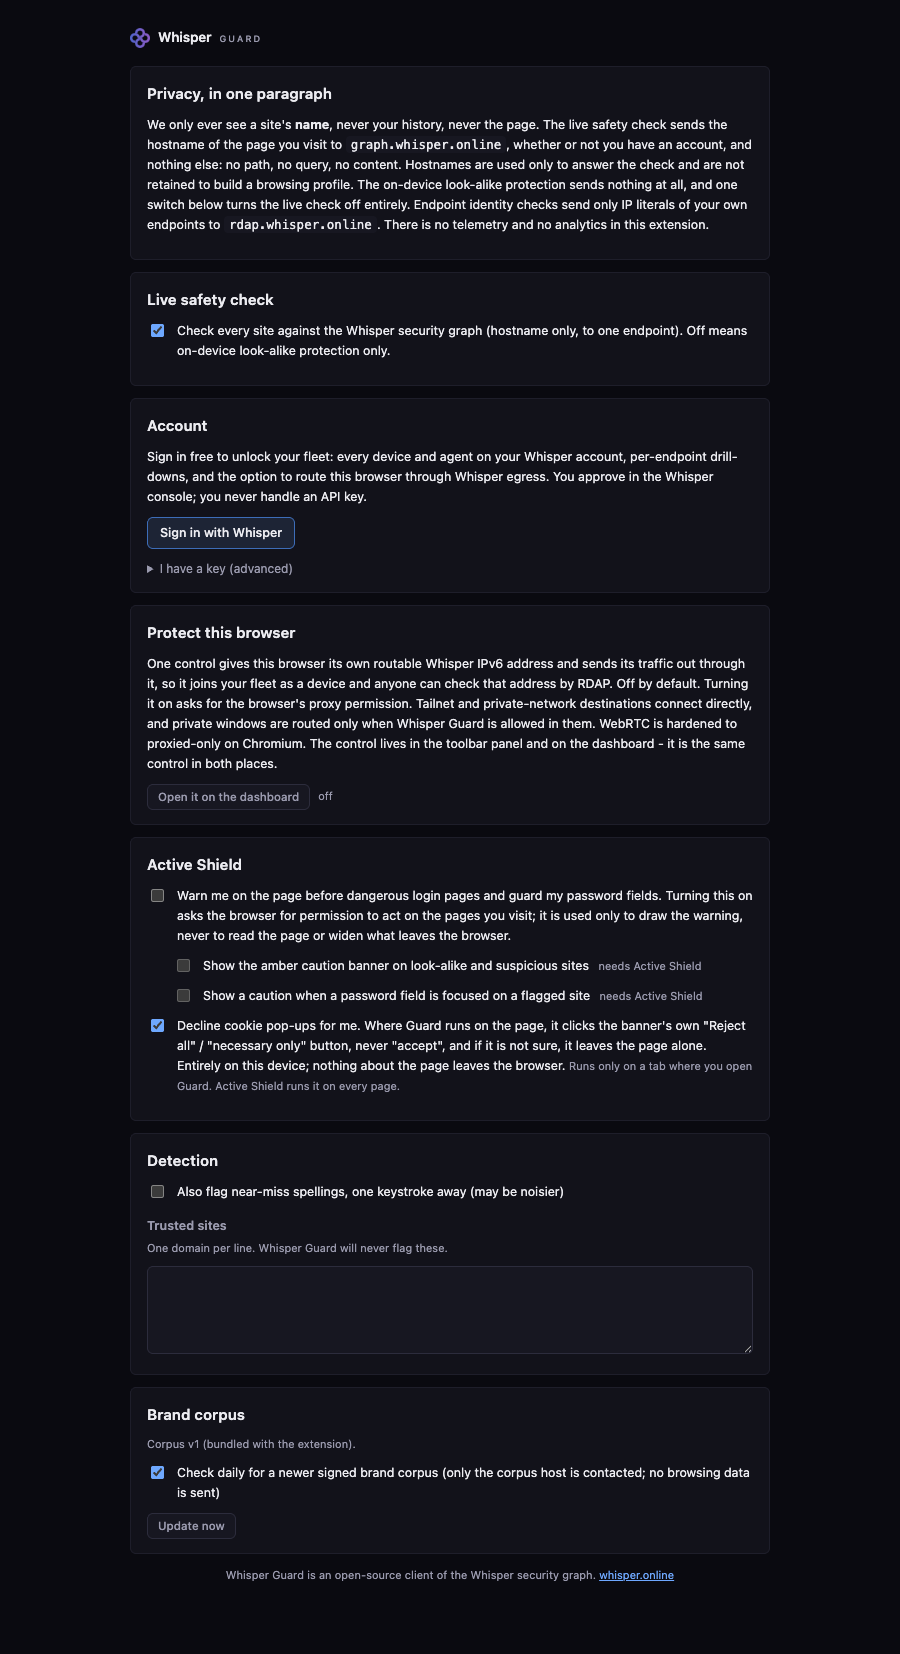 Whisper GUARD
Privacy, in one paragraph
We only ever see a site's name, never your history, never the page. The live safety check sends the
hostname of the page you visit to graph.whisper.online , whether or not you have an account, and
nothing else: no path, no query, no content. Hostnames are used only to answer the check and are not
retained to build a browsing profile. The on-device look-alike protection sends nothing at all, and one
switch below turns the live check off entirely. Endpoint identity checks send only IP literals of your own
endpoints to rdap.whisper.online . There is no telemetry and no analytics in this extension.
Live safety check
Check every site against the Whisper security graph (hostname only, to one endpoint). Off means
on-device look-alike protection only.
Account
Sign in free to unlock your fleet: every device and agent on your Whisper account, per-endpoint drill-
downs, and the option to route this browser through Whisper egress. You approve in the Whisper
console; you never handle an API key.
Sign in with Whisper
I have a key (advanced)
Protect this browser
One control gives this browser its own routable Whisper IPv6 address and sends its traffic out through
it, so it joins your fleet as a device and anyone can check that address by RDAP. Off by default. Turning
it on asks for the browser's proxy permission. Tailnet and private-network destinations connect directly,
and private windows are routed only when Whisper Guard is allowed in them. WebRTC is hardened to
proxied-only on Chromium. The control lives in the toolbar panel and on the dashboard - it is the same
control in both places.
Open it on the dashboard off
Active Shield
Warn me on the page before dangerous login pages and guard my password fields. Turning this on
asks the browser for permission to act on the pages you visit; it is used only to draw the warning,
never to read the page or widen what leaves the browser.
Show the amber caution banner on look-alike and suspicious sites needs Active Shield
Show a caution when a password field is focused on a flagged site needs Active Shield
Decline cookie pop-ups for me. Where Guard runs on the page, it clicks the banner's own "Reject
all" / "necessary only" button, never "accept", and if it is not sure, it leaves the page alone.
Entirely on this device; nothing about the page leaves the browser. Runs only on a tab where you open
Guard. Active Shield runs it on every page.
Detection
Also flag near-miss spellings, one keystroke away (may be noisier)
Trusted sites
One domain per line. Whisper Guard will never flag these.
Brand corpus
Corpus v1 (bundled with the extension).
Check daily for a newer signed brand corpus (only the corpus host is contacted; no browsing data
is sent)
Update now
Whisper Guard is an open-source client of the Whisper security graph. whisper.online